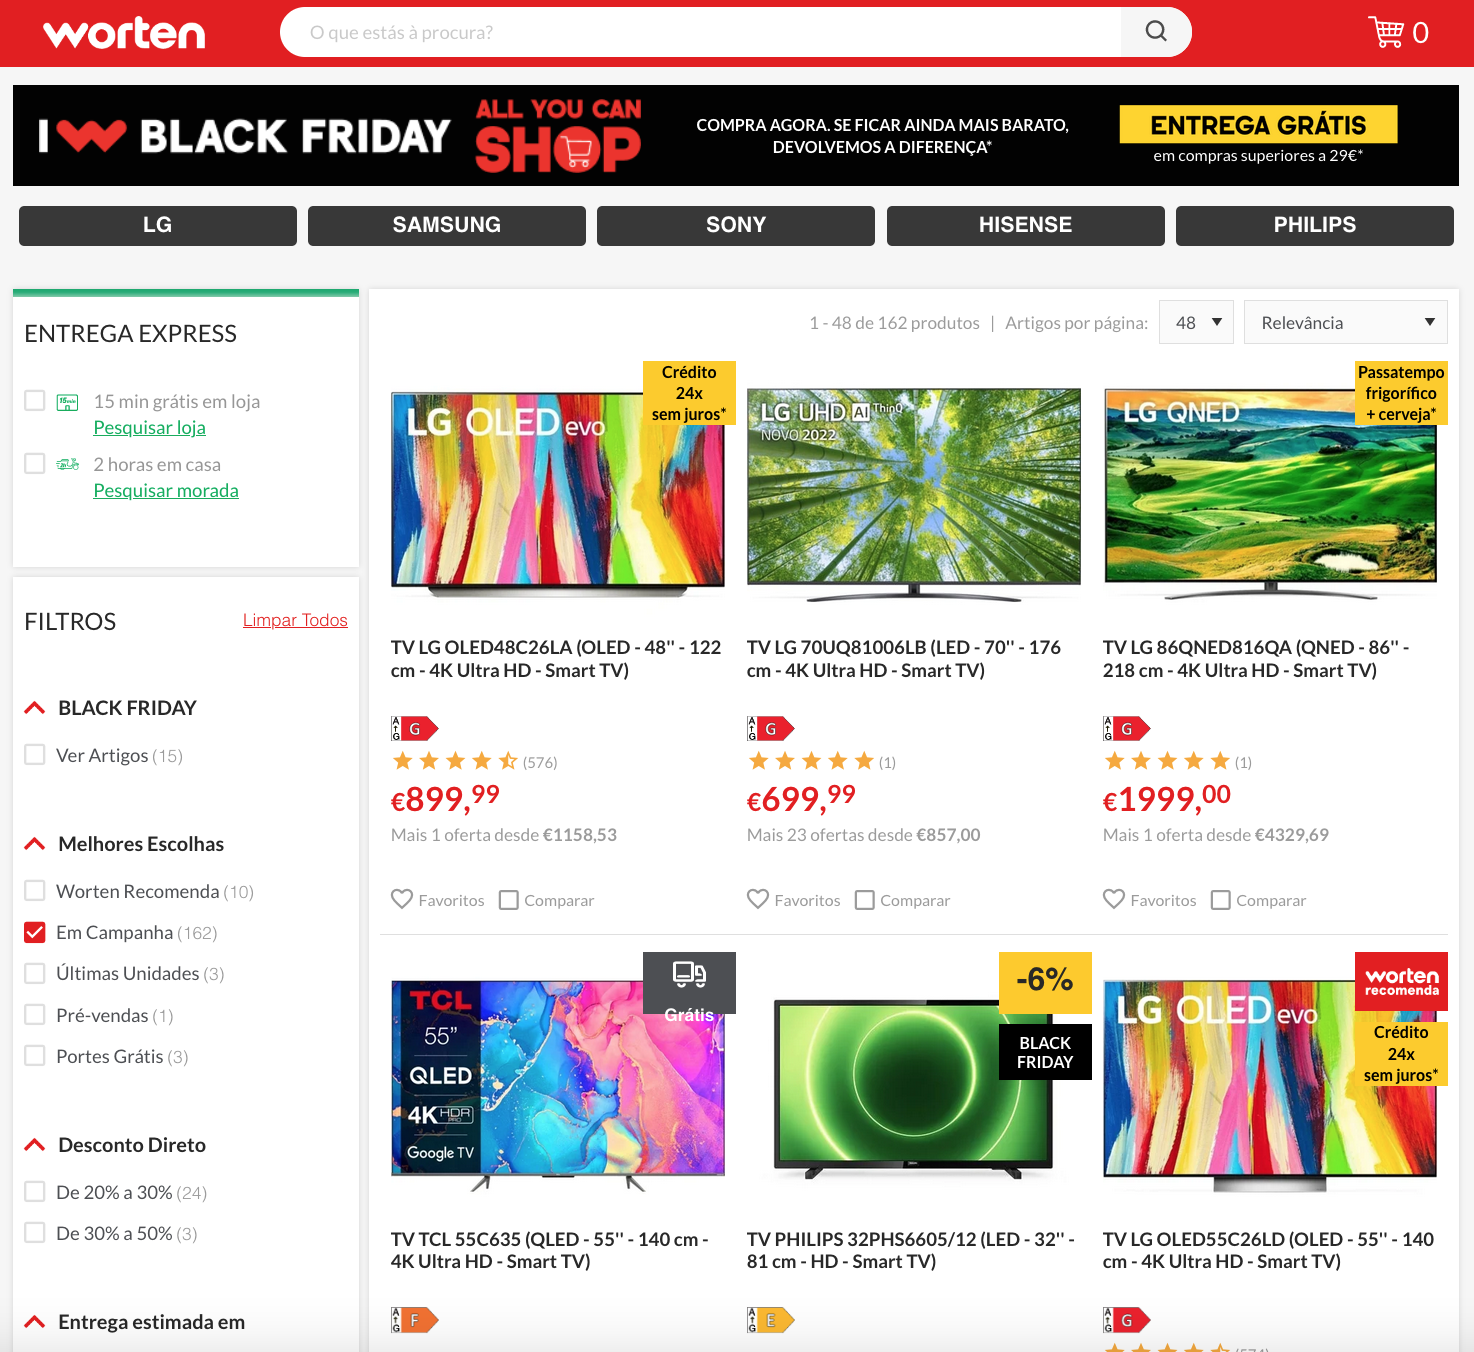 worten
O que estás à procura?
0
I BLACK FRIDAY
ALL YOU CAN
SHOP
COMPRA AGORA. SE FICAR AINDA MAIS BARATO,
DEVOLVEMOS A DIFERENÇA*
ENTREGA GRÁTIS
em compras superiores a 29€*
LG
SAMSUNG
SONY
HISENSE
PHILIPS
ENTREGA EXPRESS
15 min grátis em loja
Pesquisar loja
2 horas em casa
Pesquisar morada
FILTROS
Limpar Todos
BLACK FRIDAY
Ver Artigos (15)
Melhores Escolhas
Worten Recomenda (10)
Em Campanha (162)
Últimas Unidades (3)
Pré-vendas (1)
Portes Grátis (3)
Desconto Direto
De 20% a 30% (24)
De 30% a 50% (3)
Entrega estimada em
1 - 48 de 162 produtos | Artigos por página:
48
Relevância
Crédito
24x
sem juros*
LG OLED evo
TV LG OLED48C26LA (OLED - 48'' - 122
cm - 4K Ultra HD - Smart TV)
A
G
G
(576)
€899,99
Mais 1 oferta desde €1158,53
Favoritos
Comparar
LG UHD AI ThinQ
NOVO 2022
TV LG 70UQ81006LB (LED - 70'' - 176
cm - 4K Ultra HD - Smart TV)
A
G
G
(1)
€699,99
Mais 23 ofertas desde €857,00
Favoritos
Comparar
Passatempo
frigorífico
+ cerveja*
LG QNED
TV LG 86QNED816QA (QNED - 86'' -
218 cm - 4K Ultra HD - Smart TV)
A
G
G
(1)
€1999,00
Mais 1 oferta desde €4329,69
Favoritos
Comparar
Grátis
TCL
55”
QLED
4K HDR
PRO
Google TV
TV TCL 55C635 (QLED - 55'' - 140 cm -
4K Ultra HD - Smart TV)
A
G
F
-6%
BLACK
FRIDAY
TV PHILIPS 32PHS6605/12 (LED - 32'' -
81 cm - HD - Smart TV)
A
G
E
worten
recomenda
Crédito
24x
sem juros*
LG OLED evo
TV LG OLED55C26LD (OLED - 55'' - 140
cm - 4K Ultra HD - Smart TV)
A
G
G